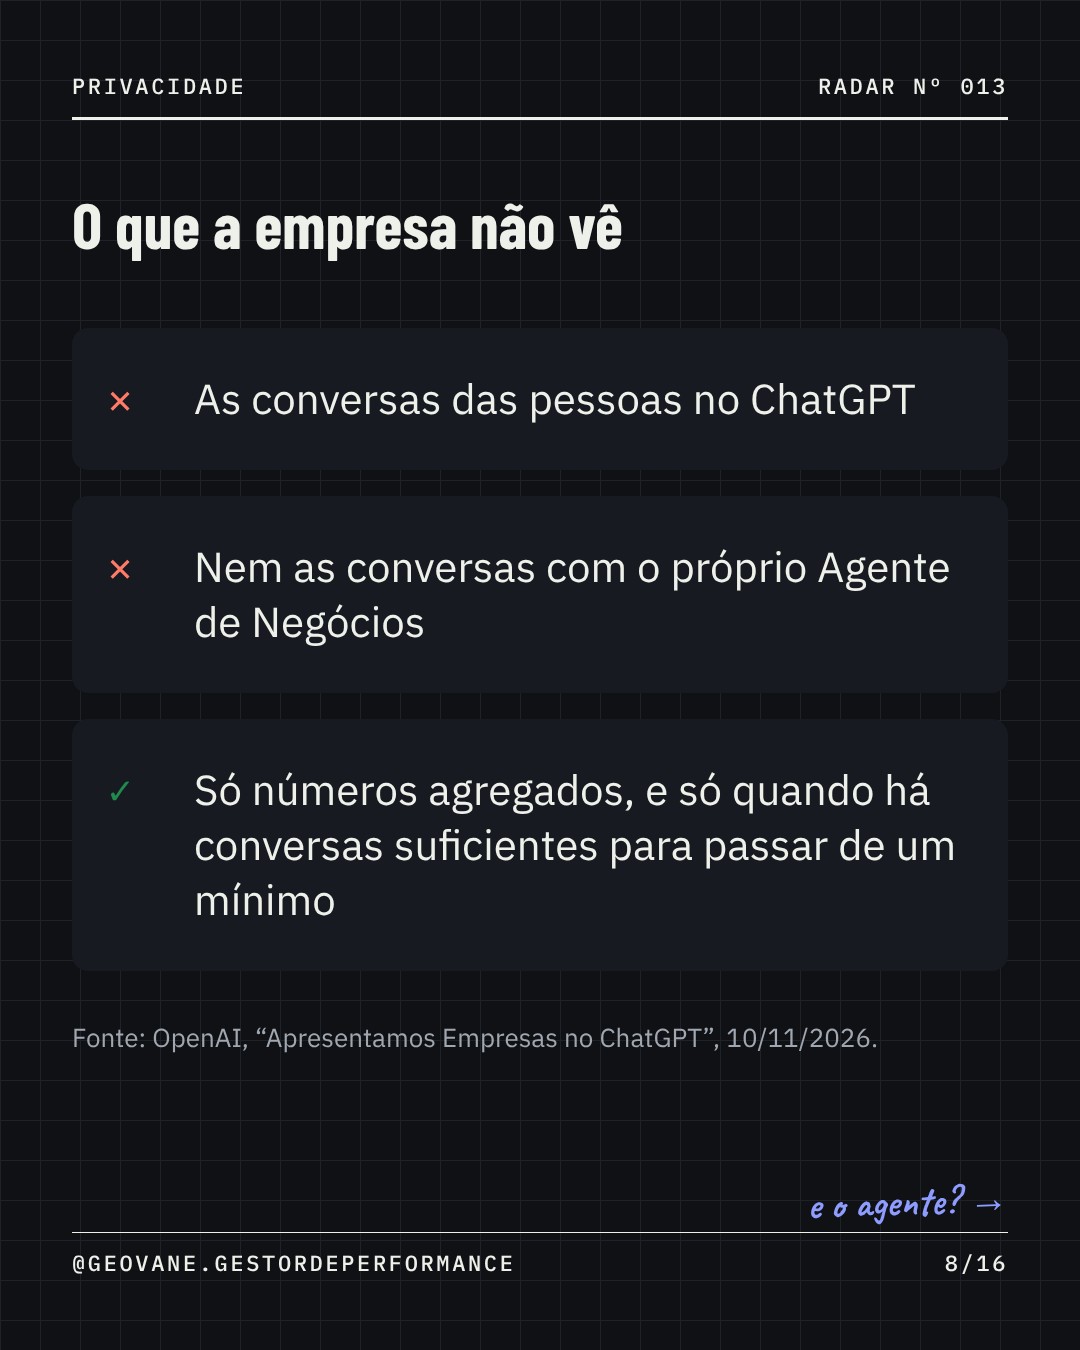 PRIVACIDADE
RADAR Nº 013
O que a empresa não vê
✕ As conversas das pessoas no ChatGPT
✕ Nem as conversas com o próprio Agente
de Negócios
✓ Só números agregados, e só quando há
conversas suficientes para passar de um
mínimo
Fonte: OpenAI, “Apresentamos Empresas no ChatGPT”, 10/11/2026.
e o agente? →
@GEOVANE.GESTORDEPERFORMANCE
8/16